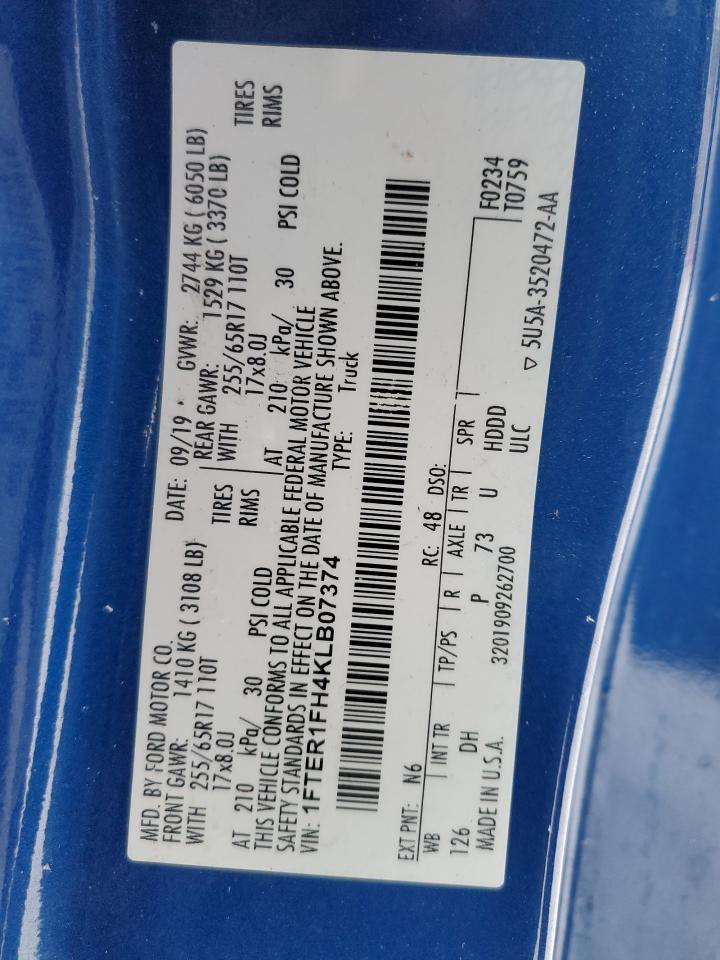 MFD. BY FORD MOTOR CO.
DATE: 09/19 GVWR: 2744 KG ( 6050 LB)
FRONT GAWR: 1410 KG ( 3108 LB)
REAR GAWR: 1529 KG ( 3370 LB)
WITH 255/65R17 110T TIRES
WITH 255/65R17 110T TIRES
17x8.0J RIMS
17x8.0J RIMS
AT 210 kPa/ 30 PSI COLD
AT 210 kPa/ 30 PSI COLD
THIS VEHICLE CONFORMS TO ALL APPLICABLE FEDERAL MOTOR VEHICLE
SAFETY STANDARDS IN EFFECT ON THE DATE OF MANUFACTURE SHOWN ABOVE.
VIN: 1FTER1FH4KLB07374 TYPE: Truck
EXT PNT: N6 RC: 48 DSO:
WB INT TR TP/PS R AXLE TR SPR
126 DH P 73 U HDDD F0234
MADE IN U.S.A. 3201909262700 ULC T0759
▽ 5U5A-3520472-AA